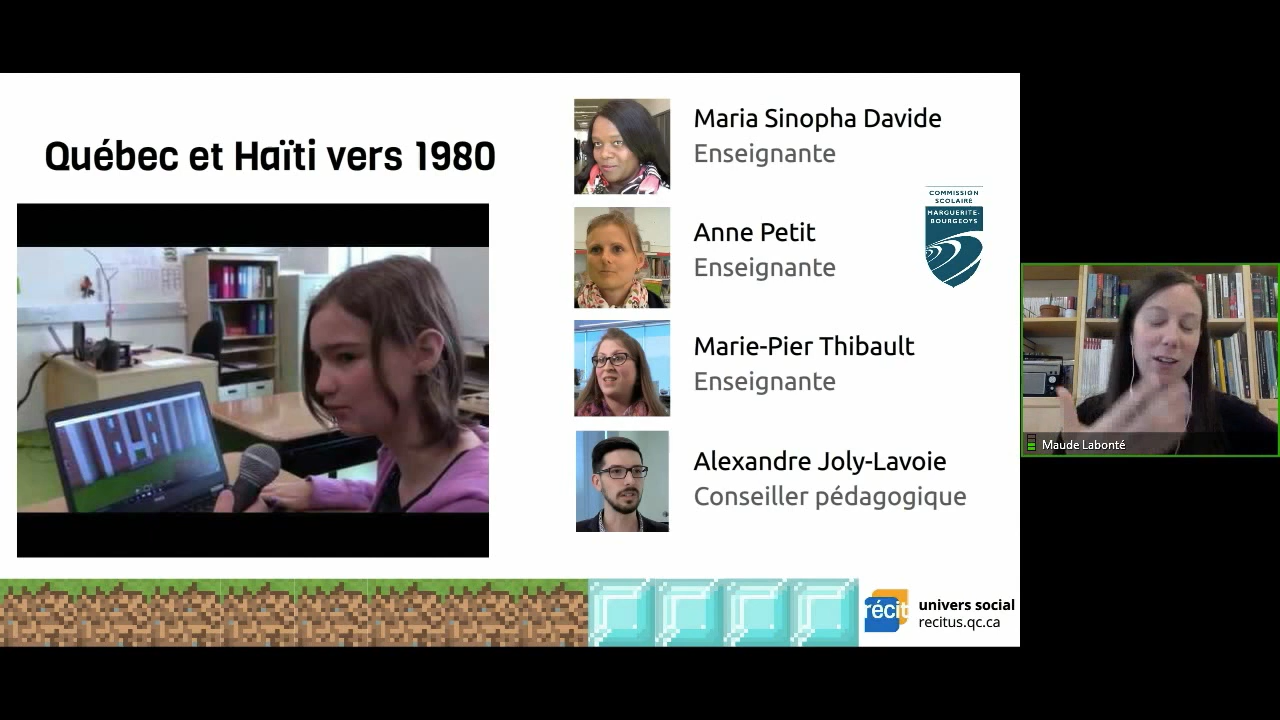 Québec et Haïti vers 1980
Maria Sinopha Davide
Enseignante
COMMISSION
SCOLAIRE
MARGUERITE-
BOURGEOYS
Anne Petit
Enseignante
Marie-Pier Thibault
Enseignante
Alexandre Joly-Lavoie
Conseiller pédagogique
récit
univers social
recitus.qc.ca
Maude Labonté